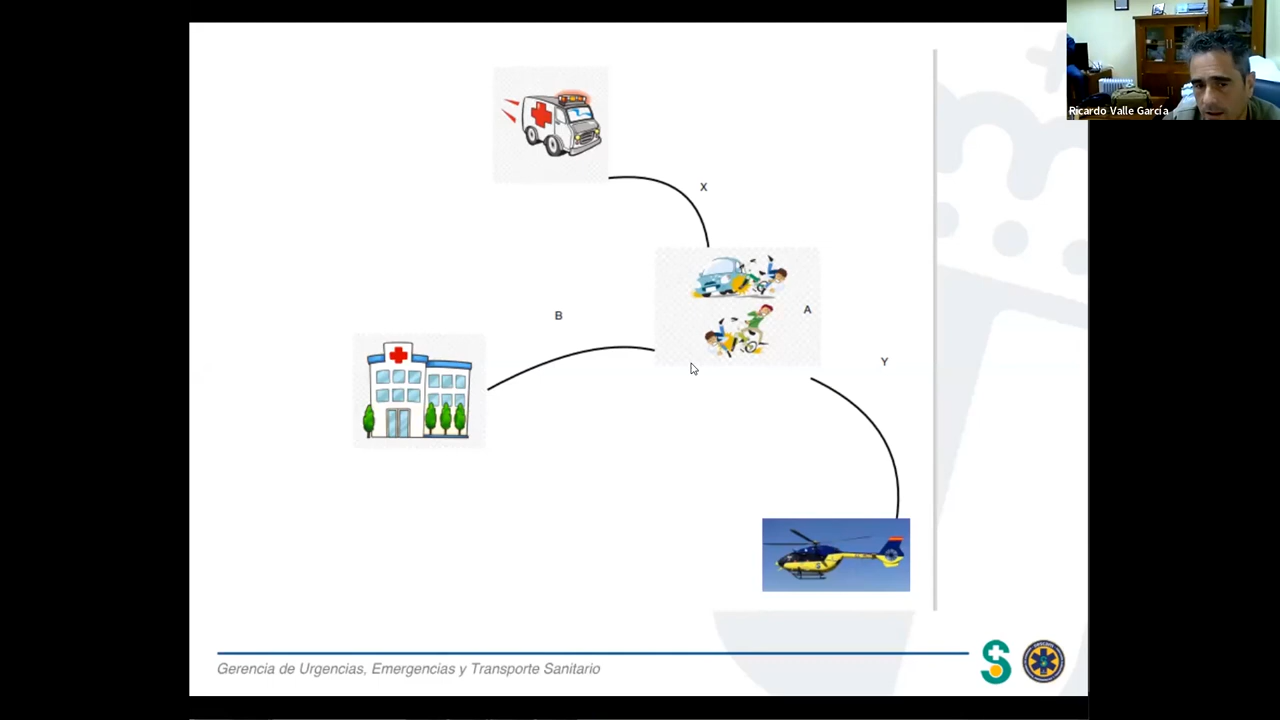 Ricardo Valle García
X
B
A
Y
Gerencia de Urgencias, Emergencias y Transporte Sanitario
S